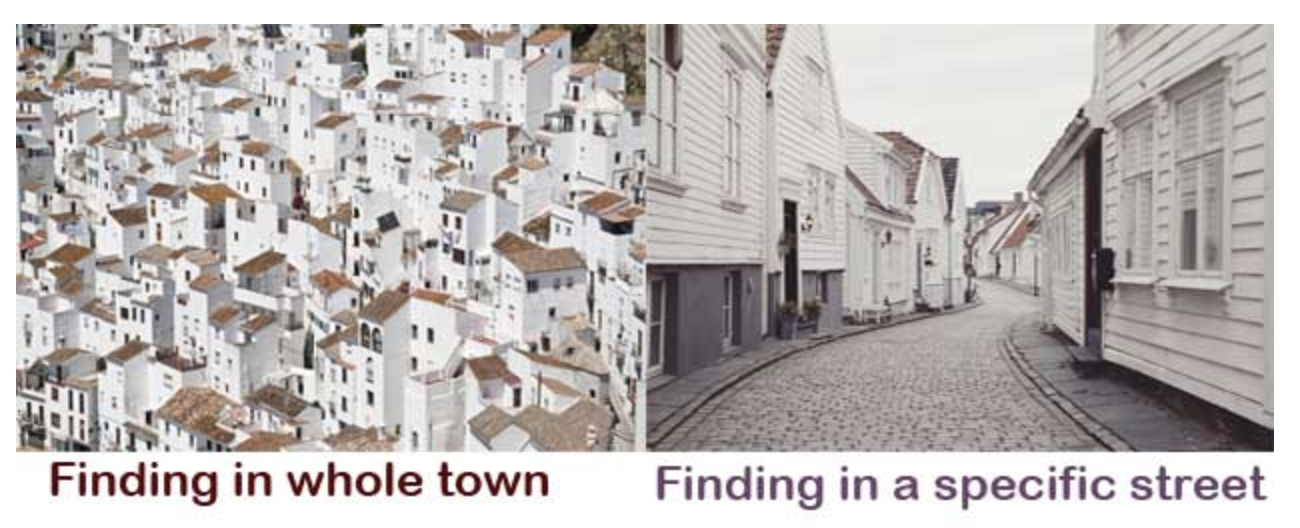 Finding in whole town
Finding in a specific street